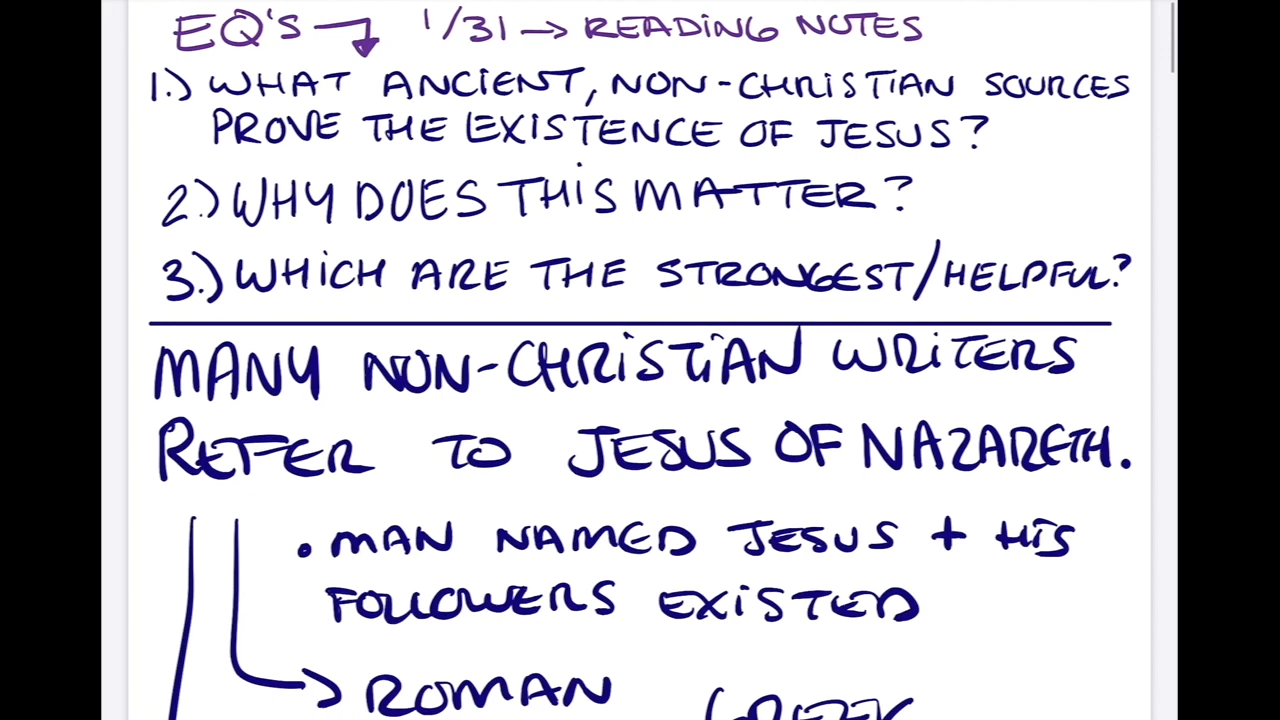 EQ'S → 1/31 → READING NOTES
1.) WHAT ANCIENT, NON-CHRISTIAN SOURCES
PROVE THE EXISTENCE OF JESUS?
2.) WHY DOES THIS MATTER?
3.) WHICH ARE THE STRONGEST/HELPFUL?
MANY NON-CHRISTIAN WRITERS
REFER TO JESUS OF NAZARETH.
• MAN NAMED JESUS + HIS
FOLLOWERS EXISTED
→ ROMAN GREEK